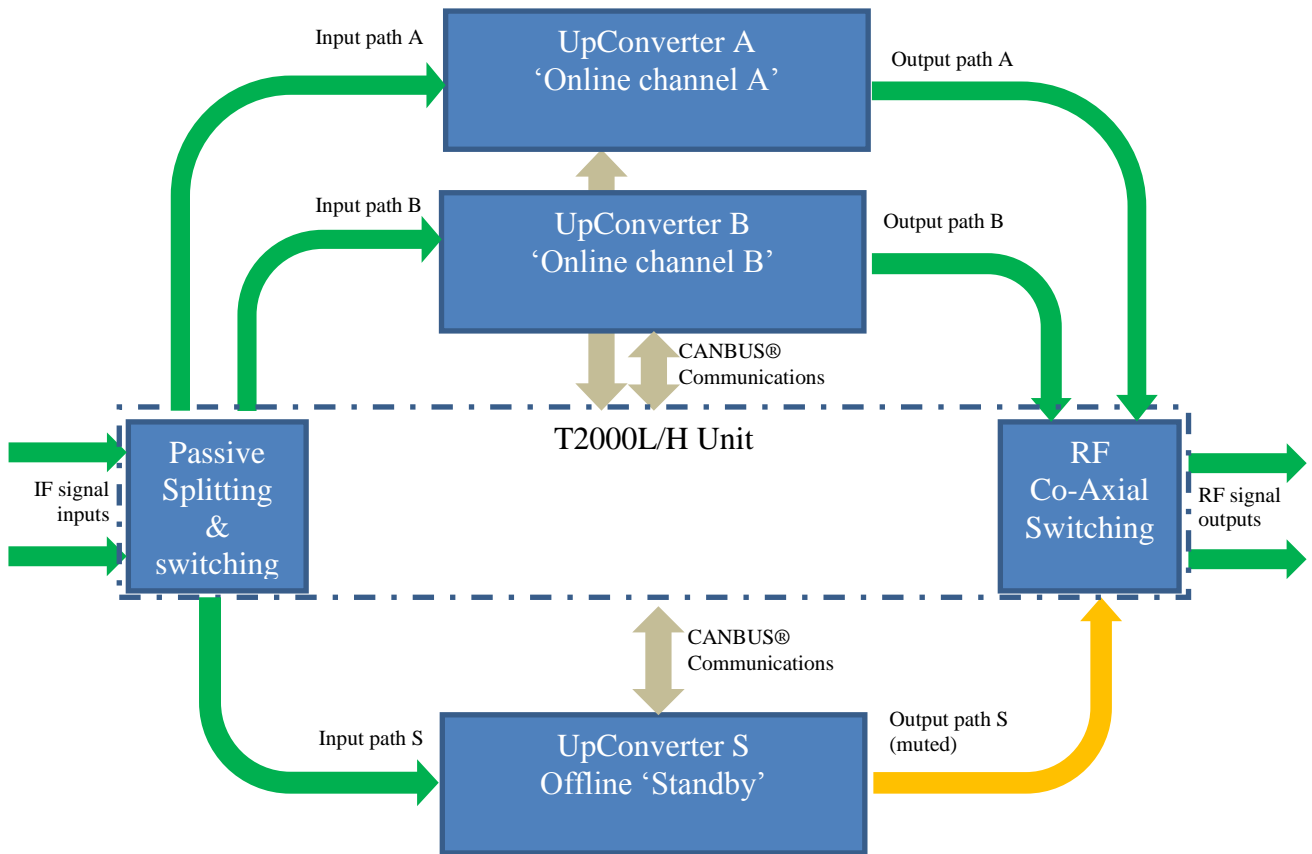 Input path A
UpConverter A
‘Online channel A’
Output path A
Input path B
UpConverter B
‘Online channel B’
Output path B
CANBUS®
Communications
T2000L/H Unit
Passive
Splitting
&
switching
RF
Co-Axial
Switching
IF signal
inputs
RF signal
outputs
CANBUS®
Communications
Input path S
UpConverter S
Offline ‘Standby’
Output path S
(muted)